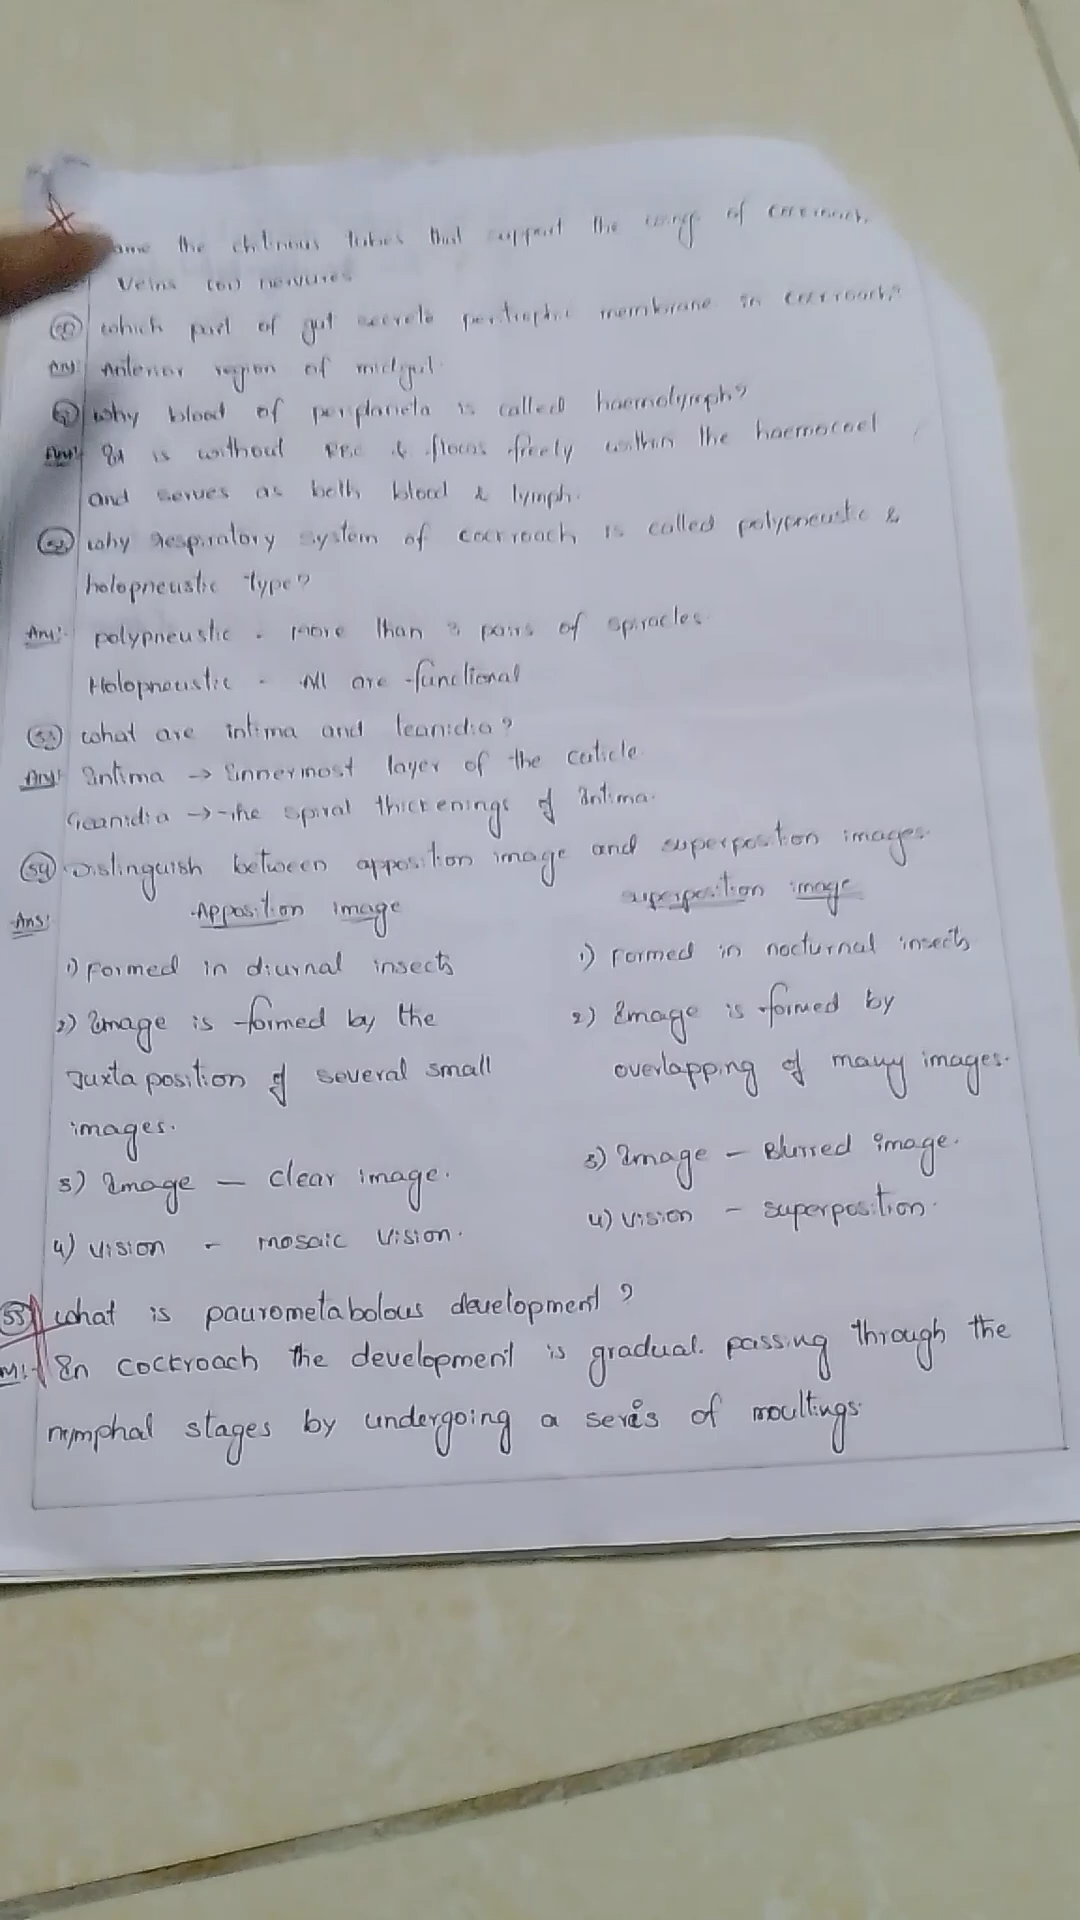 ame the chitinous tubes that support the wings of cockroach.
Veins (or) nervures
which part of gut secrete peritrophic membrane in cockroach?
Ans: Anterior region of midgut.
why blood of periplaneta is called haemolymph?
Ans: It is without RBC & flows freely within the haemocoel
and serves as both blood & lymph.
52 why respiratory system of cockroach is called polypneustic &
holopneustic type?
Ans:- polypneustic - more than 3 pairs of spiracles.
Holopneustic - All are functional
53 what are intima and teanidia?
Ans: Intima → Innermost layer of the cuticle.
Teanidia → The spiral thickenings of Intima.
54 Distinguish between apposition image and superposition images.
Ans: Apposition image superposition image
1) Formed in diurnal insects 1) Formed in nocturnal insects
2) Image is formed by the 2) Image is formed by
Juxta position of several small overlapping of many images.
images.
3) Image - clear image. 3) Image - Blurred image.
4) vision - mosaic vision. 4) vision - superposition.
55 what is paurometabolous development?
In cockroach the development is gradual. passing through the
nymphal stages by undergoing a series of moultings.